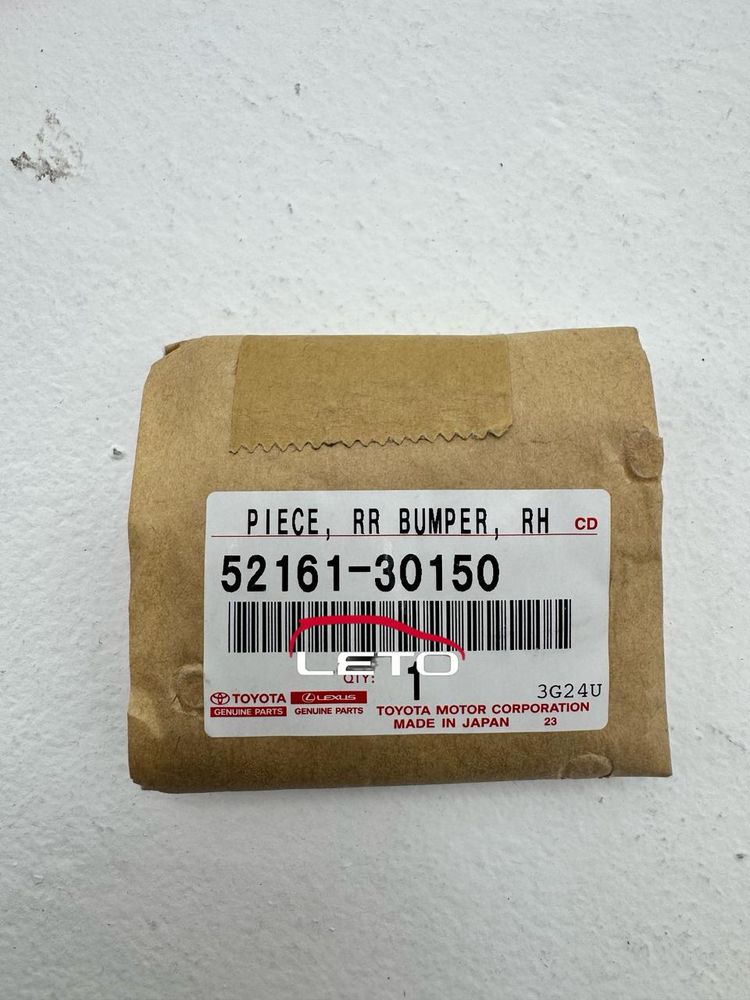 PIECE, RR BUMPER, RH CD
52161-30150
LETO
QTY: 1
3G24U
TOYOTA LEXUS TOYOTA MOTOR CORPORATION
GENUINE PARTS GENUINE PARTS MADE IN JAPAN 23